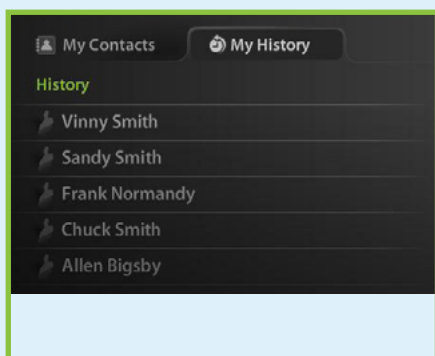 My Contacts My History
History
Vinny Smith
Sandy Smith
Frank Normandy
Chuck Smith
Allen Bigsby